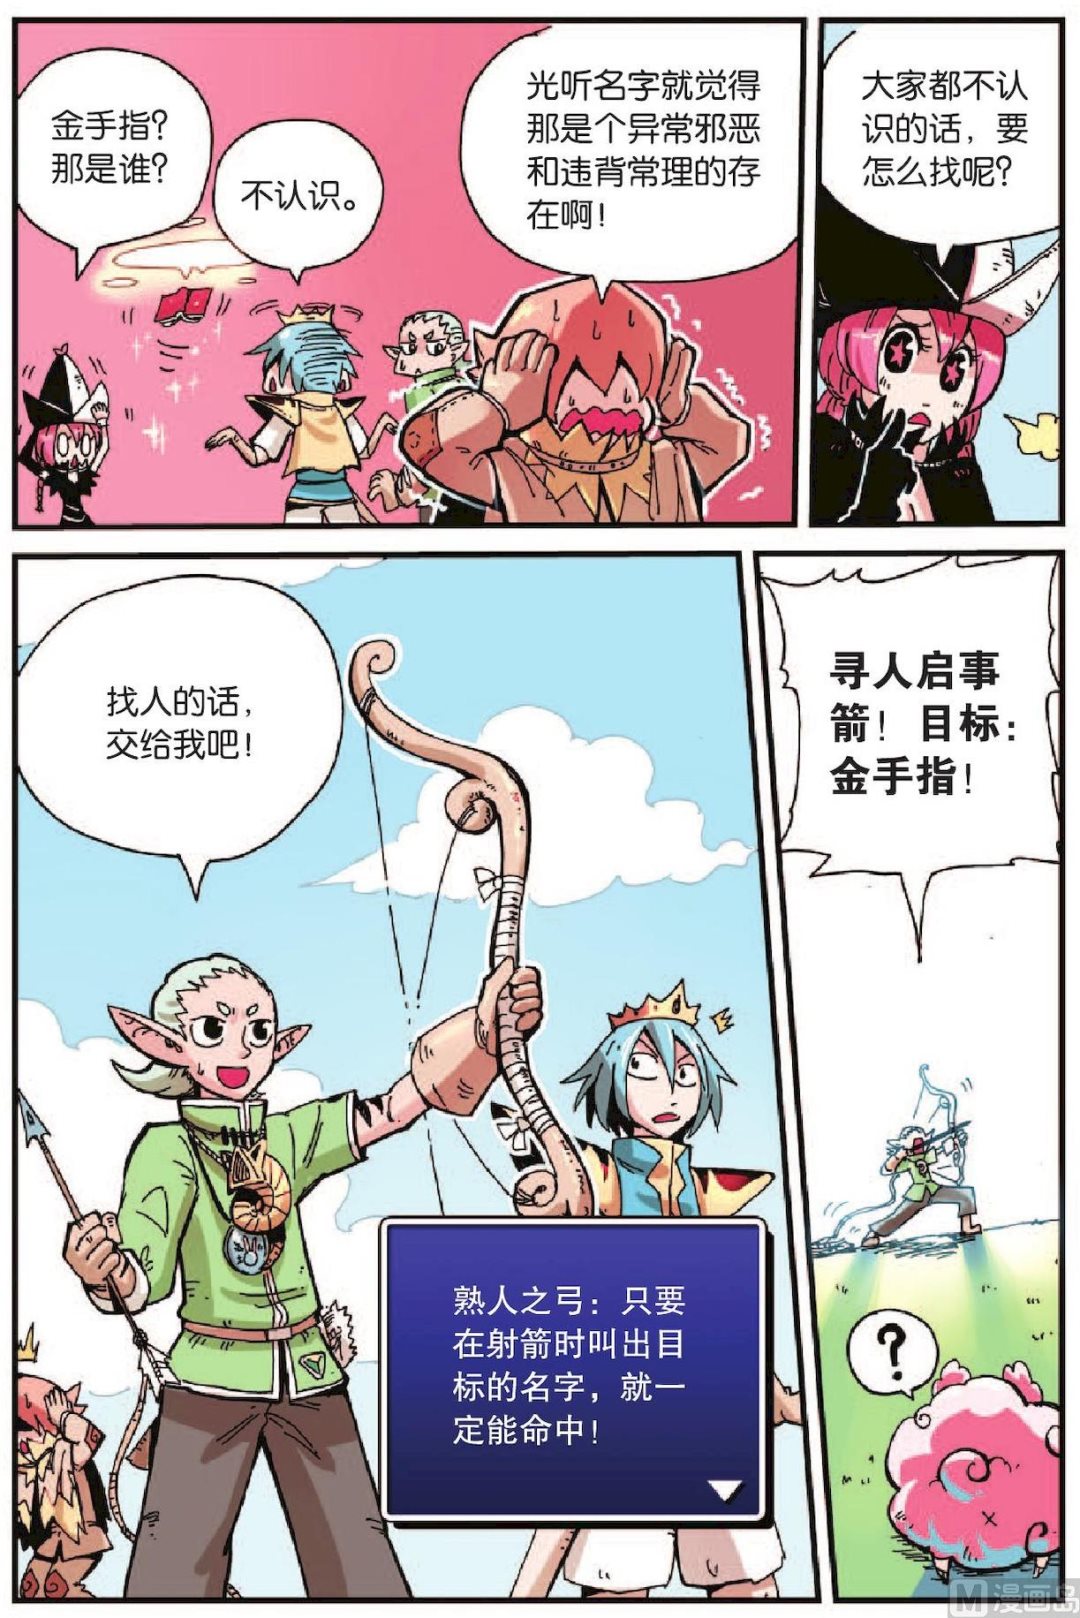 金手指？
那是谁？
不认识。
光听名字就觉得
那是个异常邪恶
和违背常理的存
在啊！
大家都不认
识的话，要
怎么找呢？
找人的话，
交给我吧！
寻人启事
箭！目标：
金手指！
熟人之弓：只要
在射箭时叫出目
标的名字，就一
定能命中！
？
M 漫画岛